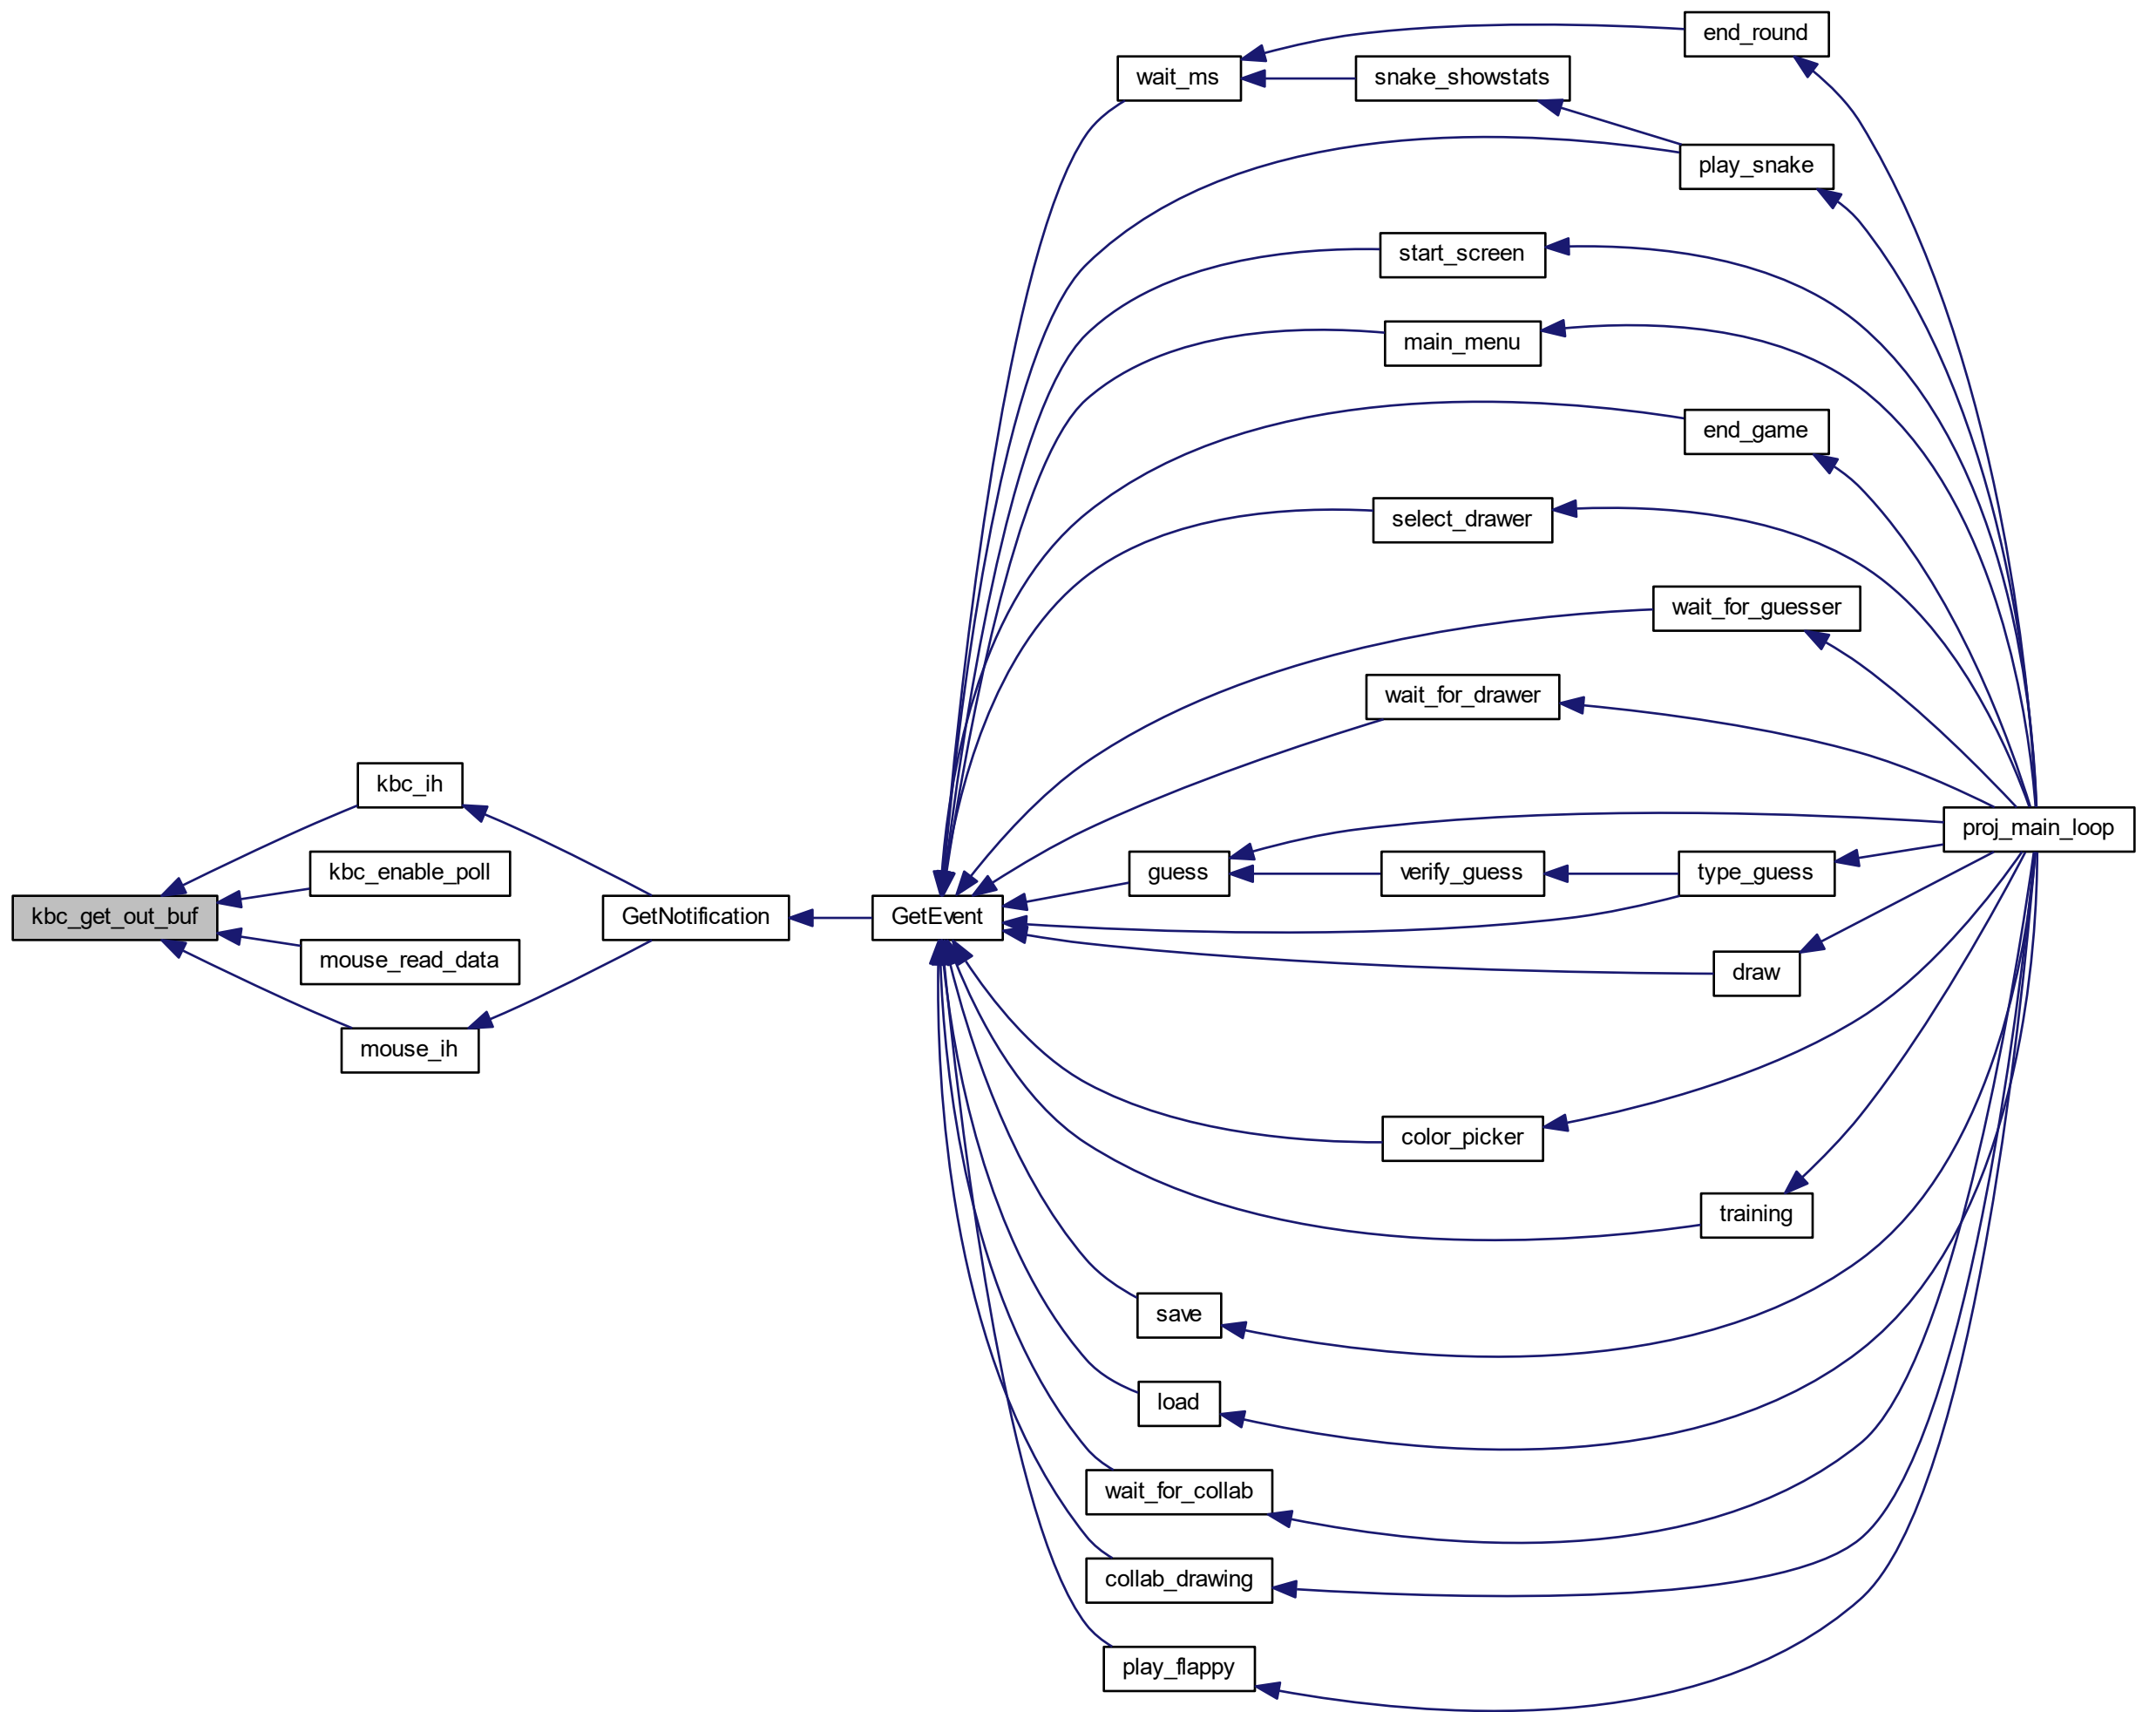 end_round
wait_ms
snake_showstats
play_snake
start_screen
main_menu
end_game
select_drawer
wait_for_guesser
wait_for_drawer
kbc_ih
proj_main_loop
kbc_enable_poll
guess
verify_guess
type_guess
kbc_get_out_buf
GetNotification
GetEvent
mouse_read_data
draw
mouse_ih
color_picker
training
save
load
wait_for_collab
collab_drawing
play_flappy